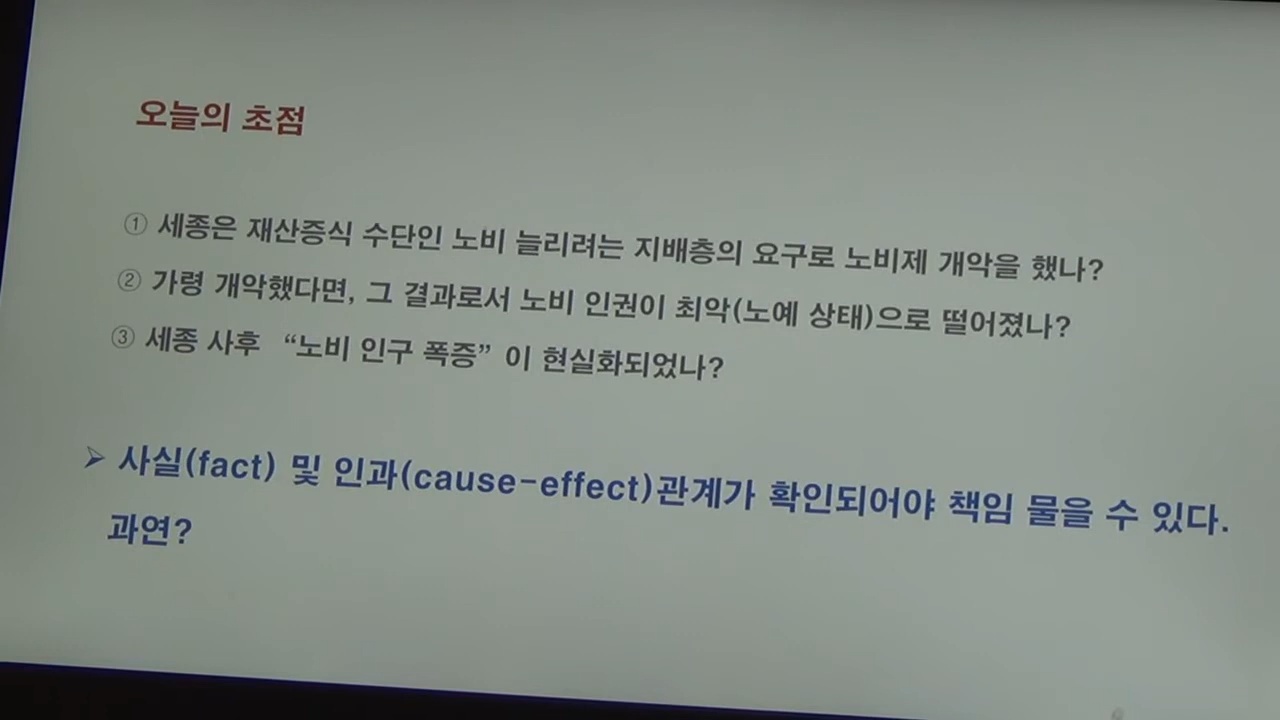 오늘의 초점
① 세종은 재산증식 수단인 노비 늘리려는 지배층의 요구로 노비제 개악을 했나?
② 가령 개악했다면, 그 결과로서 노비 인권이 최악(노예 상태)으로 떨어졌나?
③ 세종 사후 “노비 인구 폭증” 이 현실화되었나?
➢ 사실(fact) 및 인과(cause-effect)관계가 확인되어야 책임 물을 수 있다.
과연?